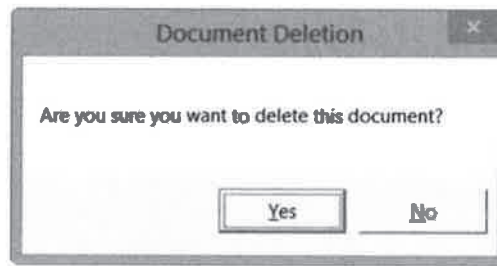 Document Deletion
Are you sure you want to delete this document?
Yes
No